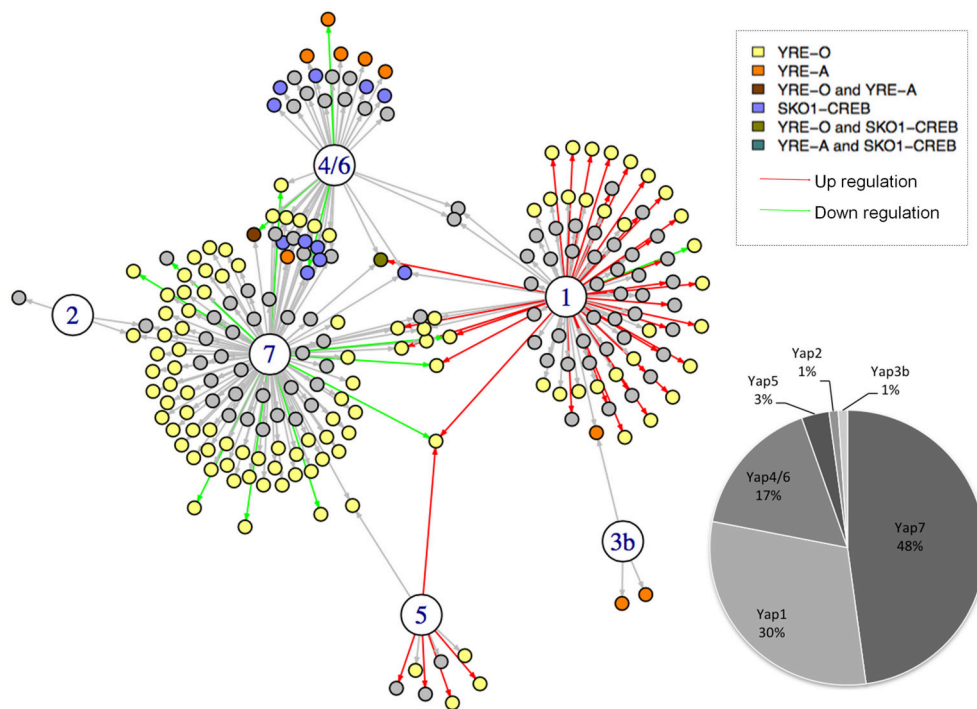 YRE-O
YRE-A
YRE-O and YRE-A
SKO1-CREB
YRE-O and SKO1-CREB
YRE-A and SKO1-CREB
Up regulation
Down regulation
4/6
1
2
7
3b
5
Yap2
1%
Yap3b
1%
Yap5
3%
Yap4/6
17%
Yap7
48%
Yap1
30%